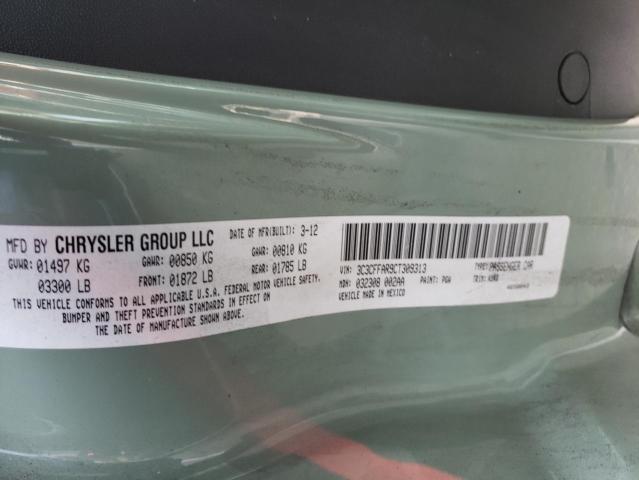 MFD BY CHRYSLER GROUP LLC
DATE OF MFR(BUILT): 3-12
GVWR: 01497 KG
GAWR: 00850 KG
GAWR: 00810 KG
03300 LB
FRONT: 01872 LB
REAR: 01785 LB
THIS VEHICLE CONFORMS TO ALL APPLICABLE U.S.A. FEDERAL MOTOR VEHICLE SAFETY,
BUMPER AND THEFT PREVENTION STANDARDS IN EFFECT ON
THE DATE OF MANUFACTURE SHOWN ABOVE.
VIN: 3C3CFFAR9CT309313
TYPE: PASSENGER CAR
MDH: 032308 002AA
PAINT: PGA
TRIM:
VEHICLE MADE IN MEXICO